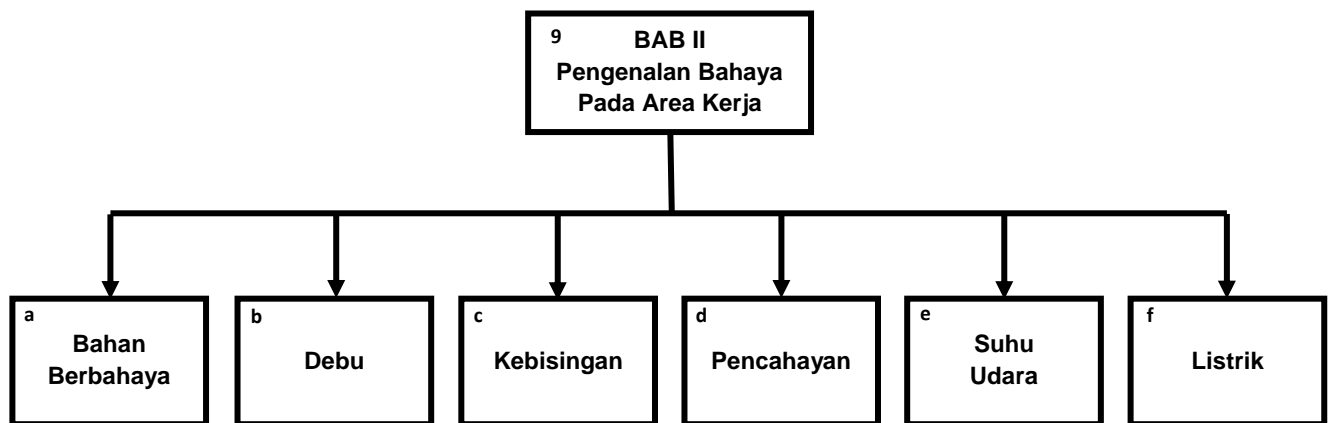 9 BAB II
Pengenalan Bahaya
Pada Area Kerja
a
Bahan
Berbahaya
b
Debu
c
Kebisingan
d
Pencahayan
e
Suhu
Udara
f
Listrik